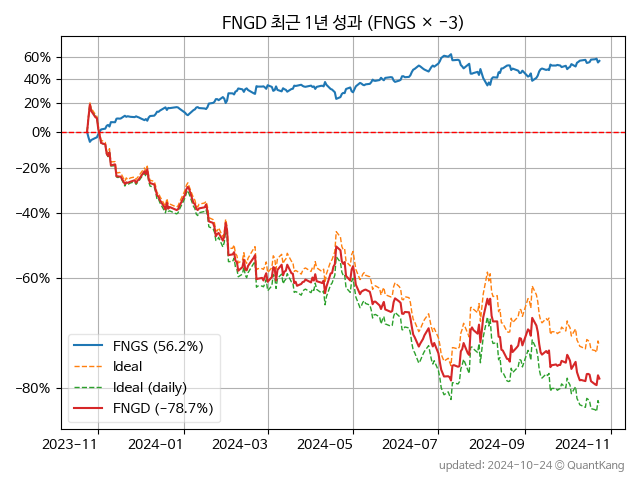 FNGD 최근 1년 성과 (FNGS × −3)
60%
40%
20%
0%
−20%
−40%
−60%
−80%
FNGS (56.2%)
Ideal
Ideal (daily)
FNGD (−78.7%)
2023-11
2024-01
2024-03
2024-05
2024-07
2024-09
2024-11
updated: 2024-10-24 @ QuantKang